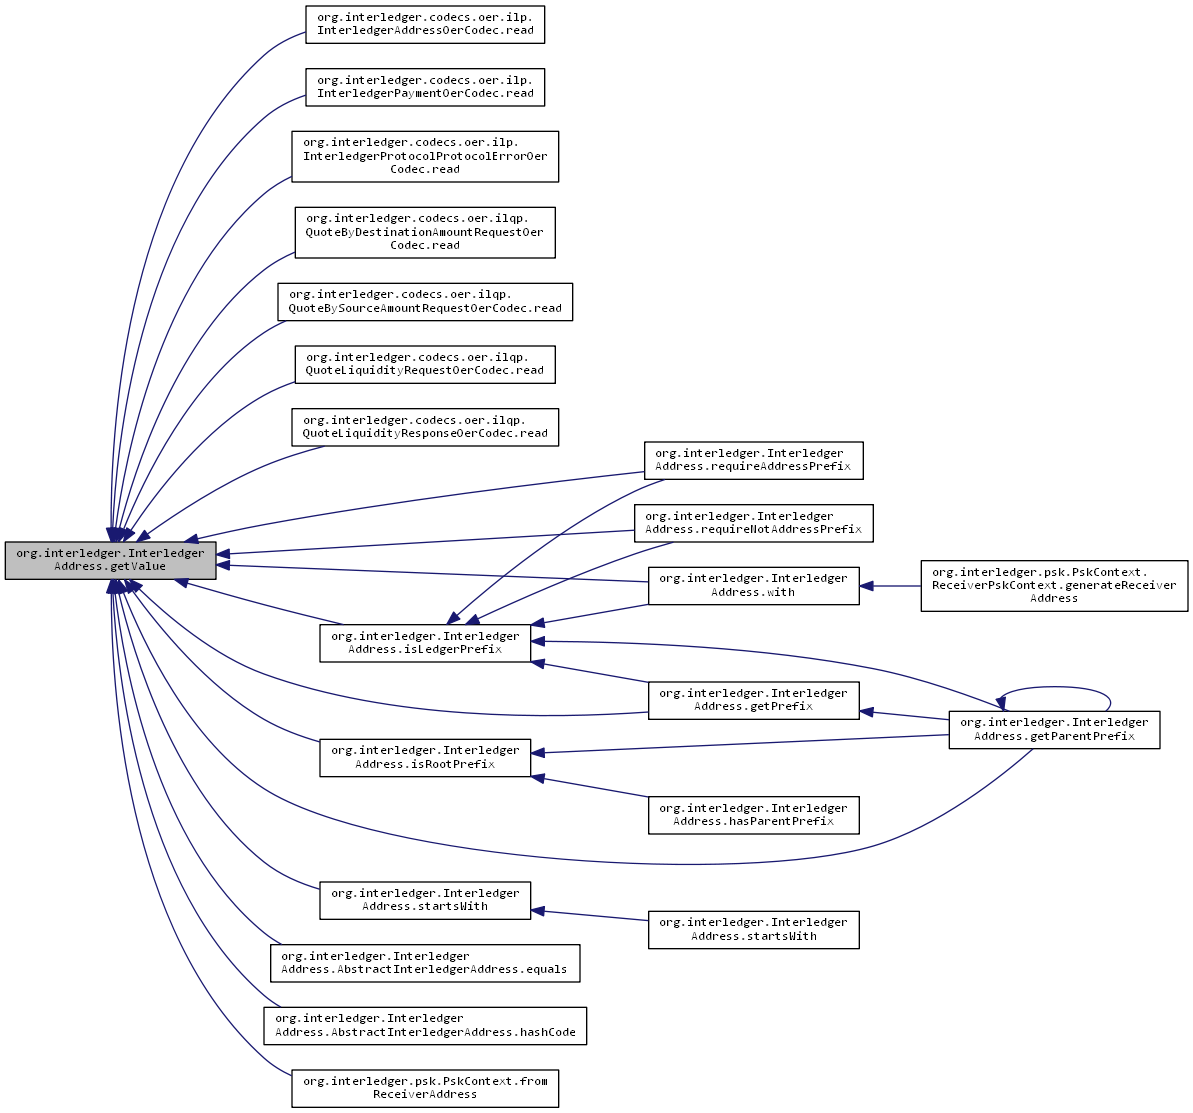 org.interledger.codecs.oer.ilp.
InterledgerAddressOerCodec.read
org.interledger.codecs.oer.ilp.
InterledgerPaymentOerCodec.read
org.interledger.codecs.oer.ilp.
InterledgerProtocolProtocolErrorOer
Codec.read
org.interledger.codecs.oer.ilqp.
QuoteByDestinationAmountRequestOer
Codec.read
org.interledger.codecs.oer.ilqp.
QuoteBySourceAmountRequestOerCodec.read
org.interledger.codecs.oer.ilqp.
QuoteLiquidityRequestOerCodec.read
org.interledger.codecs.oer.ilqp.
QuoteLiquidityResponseOerCodec.read
org.interledger.Interledger
Address.requireAddressPrefix
org.interledger.Interledger
Address.requireNotAddressPrefix
org.interledger.Interledger
Address.getValue
org.interledger.Interledger
Address.with
org.interledger.psk.PskContext.
ReceiverPskContext.generateReceiver
Address
org.interledger.Interledger
Address.isLedgerPrefix
org.interledger.Interledger
Address.getPrefix
org.interledger.Interledger
Address.getParentPrefix
org.interledger.Interledger
Address.isRootPrefix
org.interledger.Interledger
Address.hasParentPrefix
org.interledger.Interledger
Address.startsWith
org.interledger.Interledger
Address.startsWith
org.interledger.Interledger
Address.AbstractInterledgerAddress.equals
org.interledger.Interledger
Address.AbstractInterledgerAddress.hashCode
org.interledger.psk.PskContext.from
ReceiverAddress